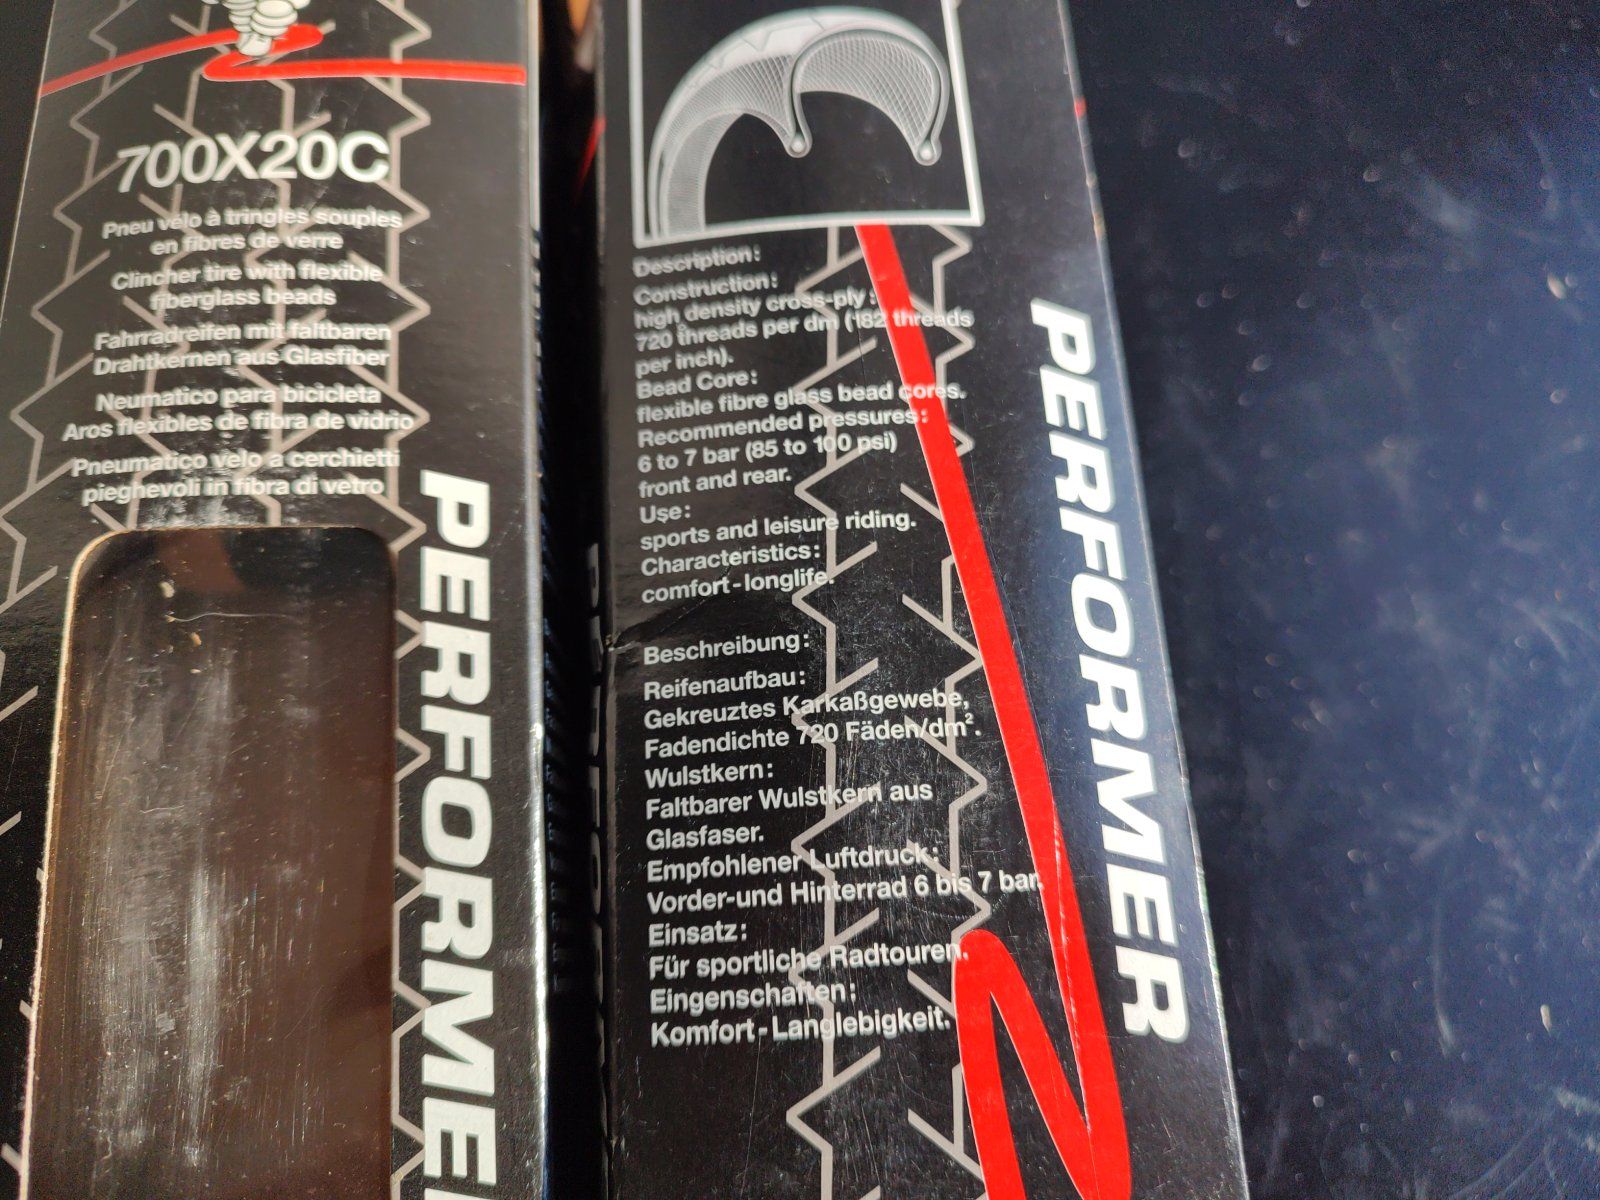 700X20C
Pneu vélo à tringles souples
en fibres de verre
Clincher tire with flexible
fiberglass beads
Fahrradreifen mit faltbaren
Drahtkernen aus Glasfiber
Neumatico para bicicleta
Aros flexibles de fibra de vidrio
Pneumatico velo a cerchietti
pieghevoli in fibra di vetro
PERFORMER
Description:
Construction:
high density cross-ply:
720 threads per dm (182 threads
per inch).
Bead Core:
flexible fibre glass bead cores.
Recommended pressures:
6 to 7 bar (85 to 100 psi)
front and rear.
Use:
sports and leisure riding.
Characteristics:
comfort-longlife.
Beschreibung:
Reifenaufbau:
Gekreuztes Karkaßgewebe,
Fadendichte 720 Fäden/dm².
Wulstkern:
Faltbarer Wulstkern aus
Glasfaser.
Empfohlener Luftdruck:
Vorder-und Hinterrad 6 bis 7 bar.
Einsatz:
Für sportliche Radtouren.
Eingenschaften:
Komfort-Langlebigkeit.
PERFORMER